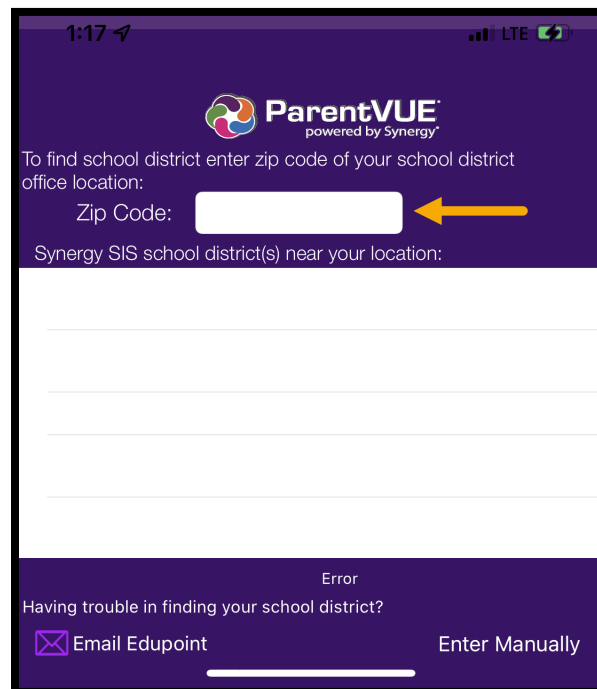 1:17 LTE
ParentVUE
powered by Synergy
To find school district enter zip code of your school district
office location:
Zip Code:
Synergy SIS school district(s) near your location:
Error
Having trouble in finding your school district?
Email Edupoint Enter Manually